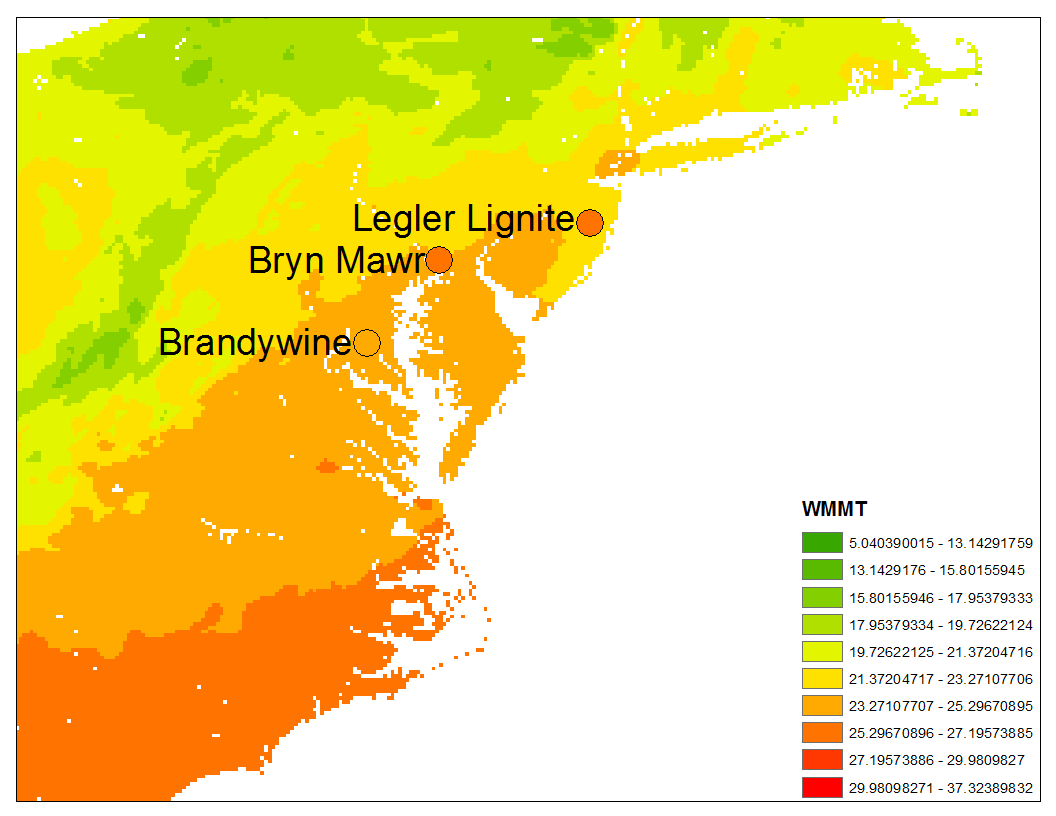 Legler Lignite
Bryn Mawr
Brandywine
WMMT
5.040390015 - 13.14291759
13.1429176 - 15.80155945
15.80155946 - 17.95379333
17.95379334 - 19.72622124
19.72622125 - 21.37204716
21.37204717 - 23.27107706
23.27107707 - 25.29670895
25.29670896 - 27.19573885
27.19573886 - 29.9809827
29.98098271 - 37.32389832